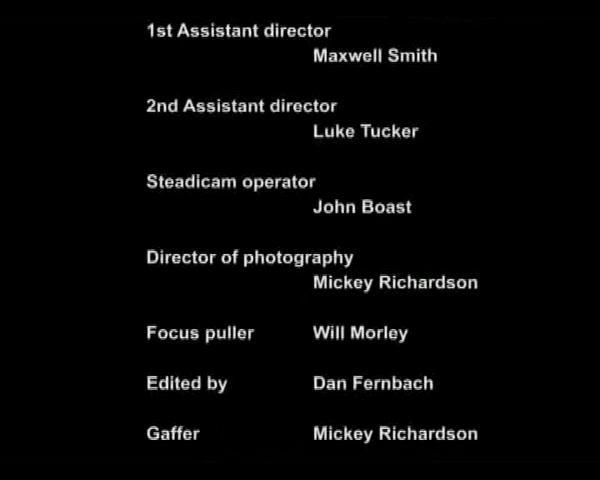 1st Assistant director
Maxwell Smith
2nd Assistant director
Luke Tucker
Steadicam operator
John Boast
Director of photography
Mickey Richardson
Focus puller Will Morley
Edited by Dan Fernbach
Gaffer Mickey Richardson